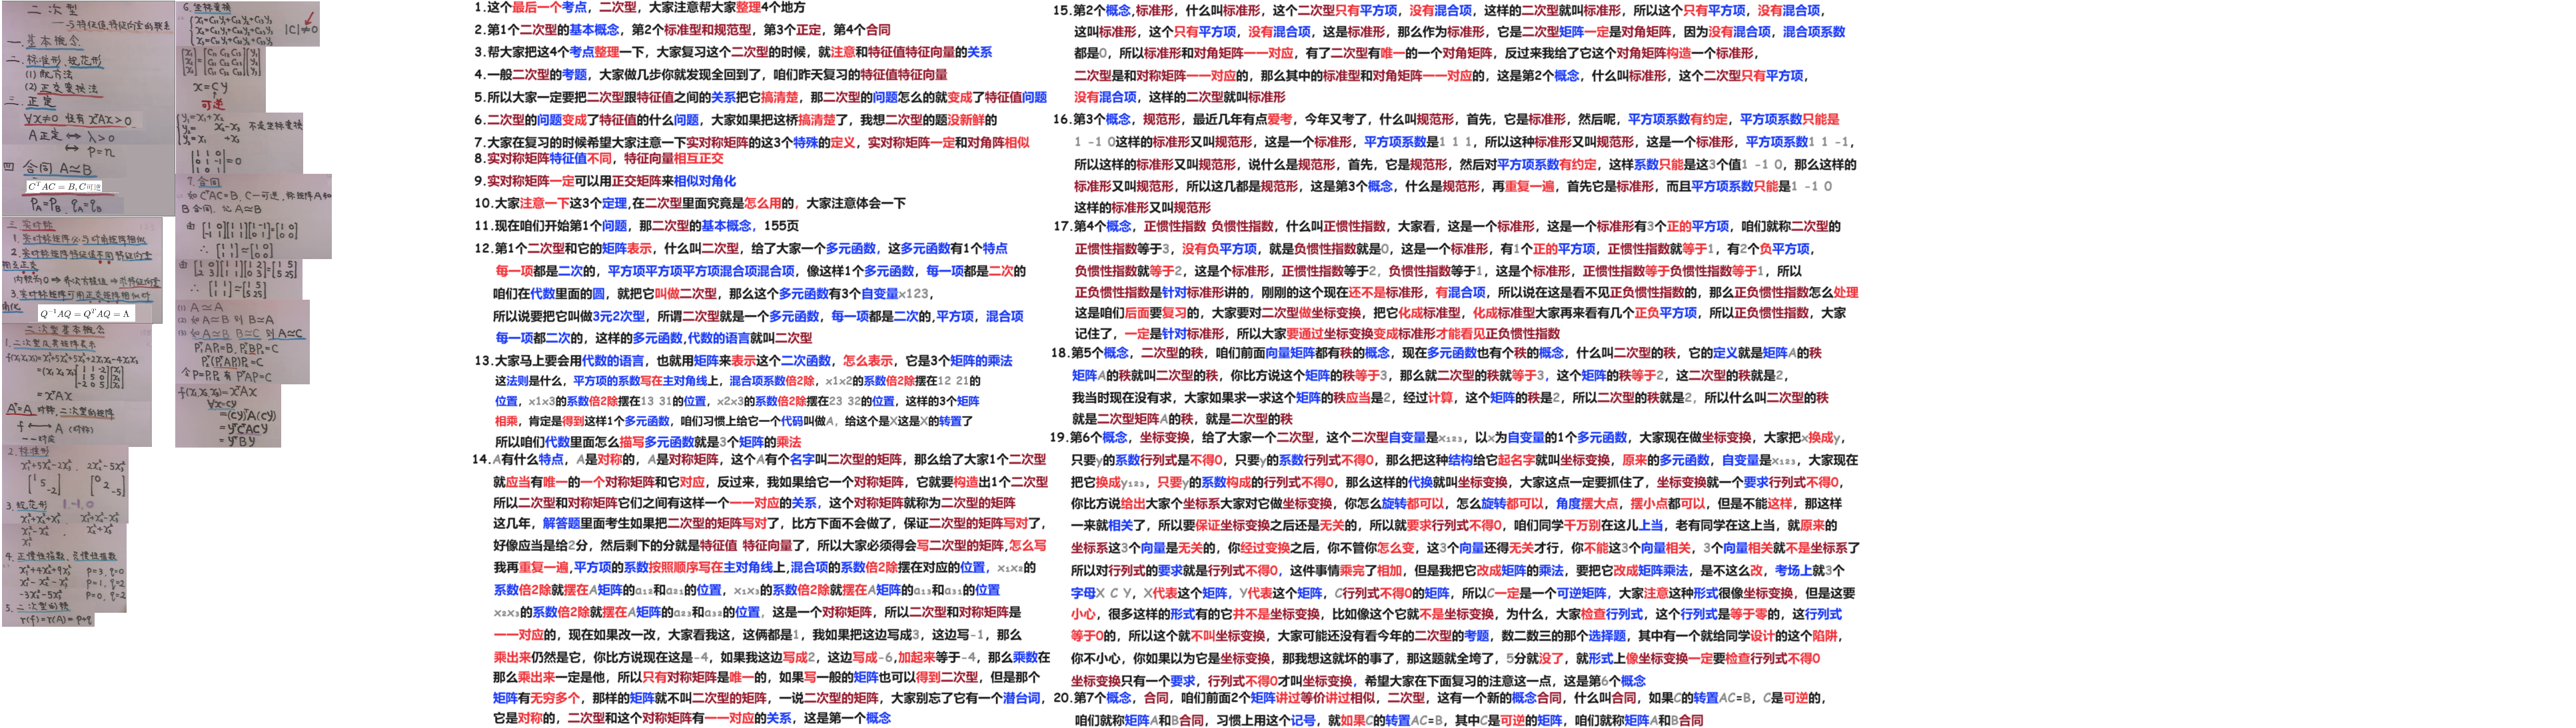 二次型
——与特征值,特征向量的联系
一.基本概念
二.标准形、规范形
(1) 配方法
(2) 正交变换法
三.正定
∀x≠0 恒有 xᵀAx>0.
A正定 ⟷ λ>0
⟷ p=n
四 合同 A≃B
CᵀAC = B, C可逆
p_A=p_B, q_A=q_B
三 实对称
1. 实对称矩阵必与对角矩阵相似
2. 实对称矩阵特征值不同特征向量
相互正交
3. 实对称矩阵可用正交矩阵相似对
角化
Q⁻¹AQ = QᵀAQ = Λ
二次型基本概念
1. 二次型及其矩阵表示
= xᵀAx
Aᵀ=A 对称,二次型的矩阵
f ⟷ A (对称)
一一对应
2. 标准形
x₁²+5x₂²-2x₃², 2x₂²-5x₃²
3. 规范形 1,-1,0
x₁²+x₂²+x₃² x₁²+x₂²-x₃²
x₁²-x₂² x₁²+x₃²
x₁²
4. 正惯性指数、负惯性指数
x₁²+4x₂²+9x₃² p=3, q=0
x₁²-x₂²-x₃² p=1, q=2
-3x₁²-5x₃² p=0, q=2
5. 二次型的秩
r(f)=r(A)=p+q
6. 坐标变换
x₁=C₁₁y₁+C₁₂y₂+C₁₃y₃
x₂=C₂₁y₁+C₂₂y₂+C₂₃y₃ |C|≠0
x₃=C₃₁y₁+C₃₂y₂+C₃₃y₃
x=Cy
可逆
y₁=x₁+x₂
y₂= x₂-x₃ 不是坐标变换
y₃=x₁ +x₃
7. 合同
如 CᵀAC=B, C—可逆,称矩阵A和
B合同,记 A≃B
(1) A≃A
(2) 如 A≃B 则 B≃A
(3) 如 A≃B B≃C 则 A≃C
P₁ᵀAP₁=B, P₂ᵀBP₂=C
P₂ᵀ(P₁ᵀAP₁)P₂=C
令P=P₁P₂有 PᵀAP=C
f(x₁,x₂,x₃)=xᵀAx
令x=Cy
=(Cy)ᵀA(Cy)
=yᵀCᵀACy
=yᵀBy
1.这个最后一个考点，二次型，大家注意帮大家整理4个地方
2.第1个二次型的基本概念，第2个标准型和规范型，第3个正定，第4个合同
3.帮大家把这4个考点整理一下，大家复习这个二次型的时候，就注意和特征值特征向量的关系
4.一般二次型的考题，大家做几步你就发现全回到了，咱们昨天复习的特征值特征向量
5.所以大家一定要把二次型跟特征值之间的关系把它搞清楚，那二次型的问题怎么的就变成了特征值问题
6.二次型的问题变成了特征值的什么问题，大家如果把这桥搞清楚了，我想二次型的题没新鲜的
7.大家在复习的时候希望大家注意一下实对称矩阵的这3个特殊的定义，实对称矩阵一定和对角阵相似
8.实对称矩阵特征值不同，特征向量相互正交
9.实对称矩阵一定可以用正交矩阵来相似对角化
10.大家注意一下这3个定理,在二次型里面究竟是怎么用的，大家注意体会一下
11.现在咱们开始第1个问题，那二次型的基本概念，155页
12.第1个二次型和它的矩阵表示，什么叫二次型，给了大家一个多元函数，这多元函数有1个特点
每一项都是二次的，平方项平方项平方项混合项混合项，像这样1个多元函数，每一项都是二次的
咱们在代数里面的圆，就把它叫做二次型，那么这个多元函数有3个自变量x123，
所以说要把它叫做3元2次型，所谓二次型就是一个多元函数，每一项都是二次的,平方项，混合项
每一项都二次的，这样的多元函数,代数的语言就叫二次型
13.大家马上要会用代数的语言，也就用矩阵来表示这个二次函数，怎么表示，它是3个矩阵的乘法
这法则是什么，平方项的系数写在主对角线上，混合项系数倍2除，x1x2的系数倍2除摆在12 21的
位置，x1x3的系数倍2除摆在13 31的位置，x2x3的系数倍2除摆在23 32的位置，这样的3个矩阵
相乘，肯定是得到这样1个多元函数，咱们习惯上给它一个代码叫做A，给这个是X这是X的转置了
所以咱们代数里面怎么描写多元函数就是3个矩阵的乘法
14.A有什么特点，A是对称的，A是对称矩阵，这个A有个名字叫二次型的矩阵，那么给了大家1个二次型
就应当有唯一的一个对称矩阵和它对应，反过来，我如果给它一个对称矩阵，它就要构造出1个二次型
所以二次型和对称矩阵它们之间有这样一个一一对应的关系，这个对称矩阵就称为二次型的矩阵
这几年，解答题里面考生如果把二次型的矩阵写对了，比方下面不会做了，保证二次型的矩阵写对了，
好像应当是给2分，然后剩下的分就是特征值 特征向量了，所以大家必须得会写二次型的矩阵,怎么写
我再重复一遍,平方项的系数按照顺序写在主对角线上,混合项的系数倍2除摆在对应的位置，x₁x₂的
系数倍2除就摆在A矩阵的a₁₂和a₂₁的位置，x₁x₃的系数倍2除就摆在A矩阵的a₁₃和a₃₁的位置
x₂x₃的系数倍2除就摆在A矩阵的a₂₃和a₃₂的位置，这是一个对称矩阵，所以二次型和对称矩阵是
一一对应的，现在如果改一改，大家看我这，这俩都是1，我如果把这边写成3，这边写-1，那么
乘出来仍然是它，你比方说现在这是-4，如果我这边写成2，这边写成-6,加起来等于-4，那么乘数在
那么乘出来一定是他，所以只有对称矩阵是唯一的，如果写一般的矩阵也可以得到二次型，但是那个
矩阵有无穷多个，那样的矩阵就不叫二次型的矩阵，一说二次型的矩阵，大家别忘了它有一个潜台词，
它是对称的，二次型和这个对称矩阵有一一对应的关系，这是第一个概念
15.第2个概念,标准形，什么叫标准形，这个二次型只有平方项，没有混合项，这样的二次型就叫标准形，所以这个只有平方项，没有混合项，
这叫标准形，这个只有平方项，没有混合项，这是标准形，那么作为标准形，它是二次型矩阵一定是对角矩阵，因为没有混合项，混合项系数
都是0，所以标准形和对角矩阵一一对应，有了二次型有唯一的一个对角矩阵，反过来我给了它这个对角矩阵构造一个标准形，
二次型是和对称矩阵一一对应的，那么其中的标准型和对角矩阵一一对应的，这是第2个概念，什么叫标准形，这个二次型只有平方项，
没有混合项，这样的二次型就叫标准形
16.第3个概念，规范形，最近几年有点爱考，今年又考了，什么叫规范形，首先，它是标准形，然后呢，平方项系数有约定，平方项系数只能是
1 -1 0这样的标准形又叫规范形，这是一个标准形，平方项系数是1 1 1，所以这种标准形又叫规范形，这是一个标准形，平方项系数1 1 -1，
所以这样的标准形又叫规范形，说什么是规范形，首先，它是规范形，然后对平方项系数有约定，这样系数只能是这3个值1 -1 0，那么这样的
标准形又叫规范形，所以这几都是规范形，这是第3个概念，什么是规范形，再重复一遍，首先它是标准形，而且平方项系数只能是1 -1 0
这样的标准形又叫规范形
17.第4个概念，正惯性指数 负惯性指数，什么叫正惯性指数，大家看，这是一个标准形，这是一个标准形有3个正的平方项，咱们就称二次型的
正惯性指数等于3，没有负平方项，就是负惯性指数就是0，这是一个标准形，有1个正的平方项，正惯性指数就等于1，有2个负平方项，
负惯性指数就等于2，这是个标准形，正惯性指数等于2，负惯性指数等于1，这是个标准形，正惯性指数等于负惯性指数等于1，所以
正负惯性指数是针对标准形讲的，刚刚的这个现在还不是标准形，有混合项，所以说在这是看不见正负惯性指数的，那么正负惯性指数怎么处理
这是咱们后面要复习的，大家要对二次型做坐标变换，把它化成标准型，化成标准型大家再来看有几个正负平方项，所以正负惯性指数，大家
记住了，一定是针对标准形，所以大家要通过坐标变换变成标准形才能看见正负惯性指数
18.第5个概念，二次型的秩，咱们前面向量矩阵都有秩的概念，现在多元函数也有个秩的概念，什么叫二次型的秩，它的定义就是矩阵A的秩
矩阵A的秩就叫二次型的秩，你比方说这个矩阵的秩等于3，那么就二次型的秩就等于3，这个矩阵的秩等于2，这二次型的秩就是2，
我当时现在没有求，大家如果求一求这个矩阵的秩应当是2，经过计算，这个矩阵的秩是2，所以二次型的秩就是2，所以什么叫二次型的秩
就是二次型矩阵A的秩，就是二次型的秩
19.第6个概念，坐标变换，给了大家一个二次型，这个二次型自变量是x₁₂₃，以x为自变量的1个多元函数，大家现在做坐标变换，大家把x换成y，
只要y的系数行列式是不得0，只要y的系数行列式不得0，那么把这种结构给它起名字就叫坐标变换，原来的多元函数，自变量是x₁₂₃，大家现在
把它换成y₁₂₃，只要y的系数构成的行列式不得0，那么这样的代换就叫坐标变换，大家这点一定要抓住了，坐标变换就一个要求行列式不得0，
你比方说给出大家个坐标系大家对它做坐标变换，你怎么旋转都可以，怎么旋转都可以，角度摆大点，摆小点都可以，但是不能这样，那这样
一来就相关了，所以要保证坐标变换之后还是无关的，所以就要求行列式不得0，咱们同学千万别在这儿上当，老有同学在这上当，就原来的
坐标系这3个向量是无关的，你经过变换之后，你不管你怎么变，这3个向量还得无关才行，你不能这3个向量相关，3个向量相关就不是坐标系了
所以对行列式的要求就是行列式不得0，这件事情乘完了相加，但是我把它改成矩阵的乘法，要把它改成矩阵乘法，是不这么改，考场上就3个
字母X C Y，X代表这个矩阵，Y代表这个矩阵，C行列式不得0的矩阵，所以C一定是一个可逆矩阵，大家注意这种形式很像坐标变换，但是这要
小心，很多这样的形式有的它并不是坐标变换，比如像这个它就不是坐标变换，为什么，大家检查行列式，这个行列式是等于零的，这行列式
等于0的，所以这个就不叫坐标变换，大家可能还没有看今年的二次型的考题，数二数三的那个选择题，其中有一个就给同学设计的这个陷阱，
你不小心，你如果以为它是坐标变换，那我想这就坏的事了，那这题就全垮了，5分就没了，就形式上像坐标变换一定要检查行列式不得0
坐标变换只有一个要求，行列式不得0才叫坐标变换，希望大家在下面复习的注意这一点，这是第6个概念
20.第7个概念，合同，咱们前面2个矩阵讲过等价讲过相似，二次型，这有一个新的概念合同，什么叫合同，如果C的转置AC=B，C是可逆的，
咱们就称矩阵A和B合同，习惯上用这个记号，就如果C的转置AC=B，其中C是可逆的矩阵，咱们就称矩阵A和B合同